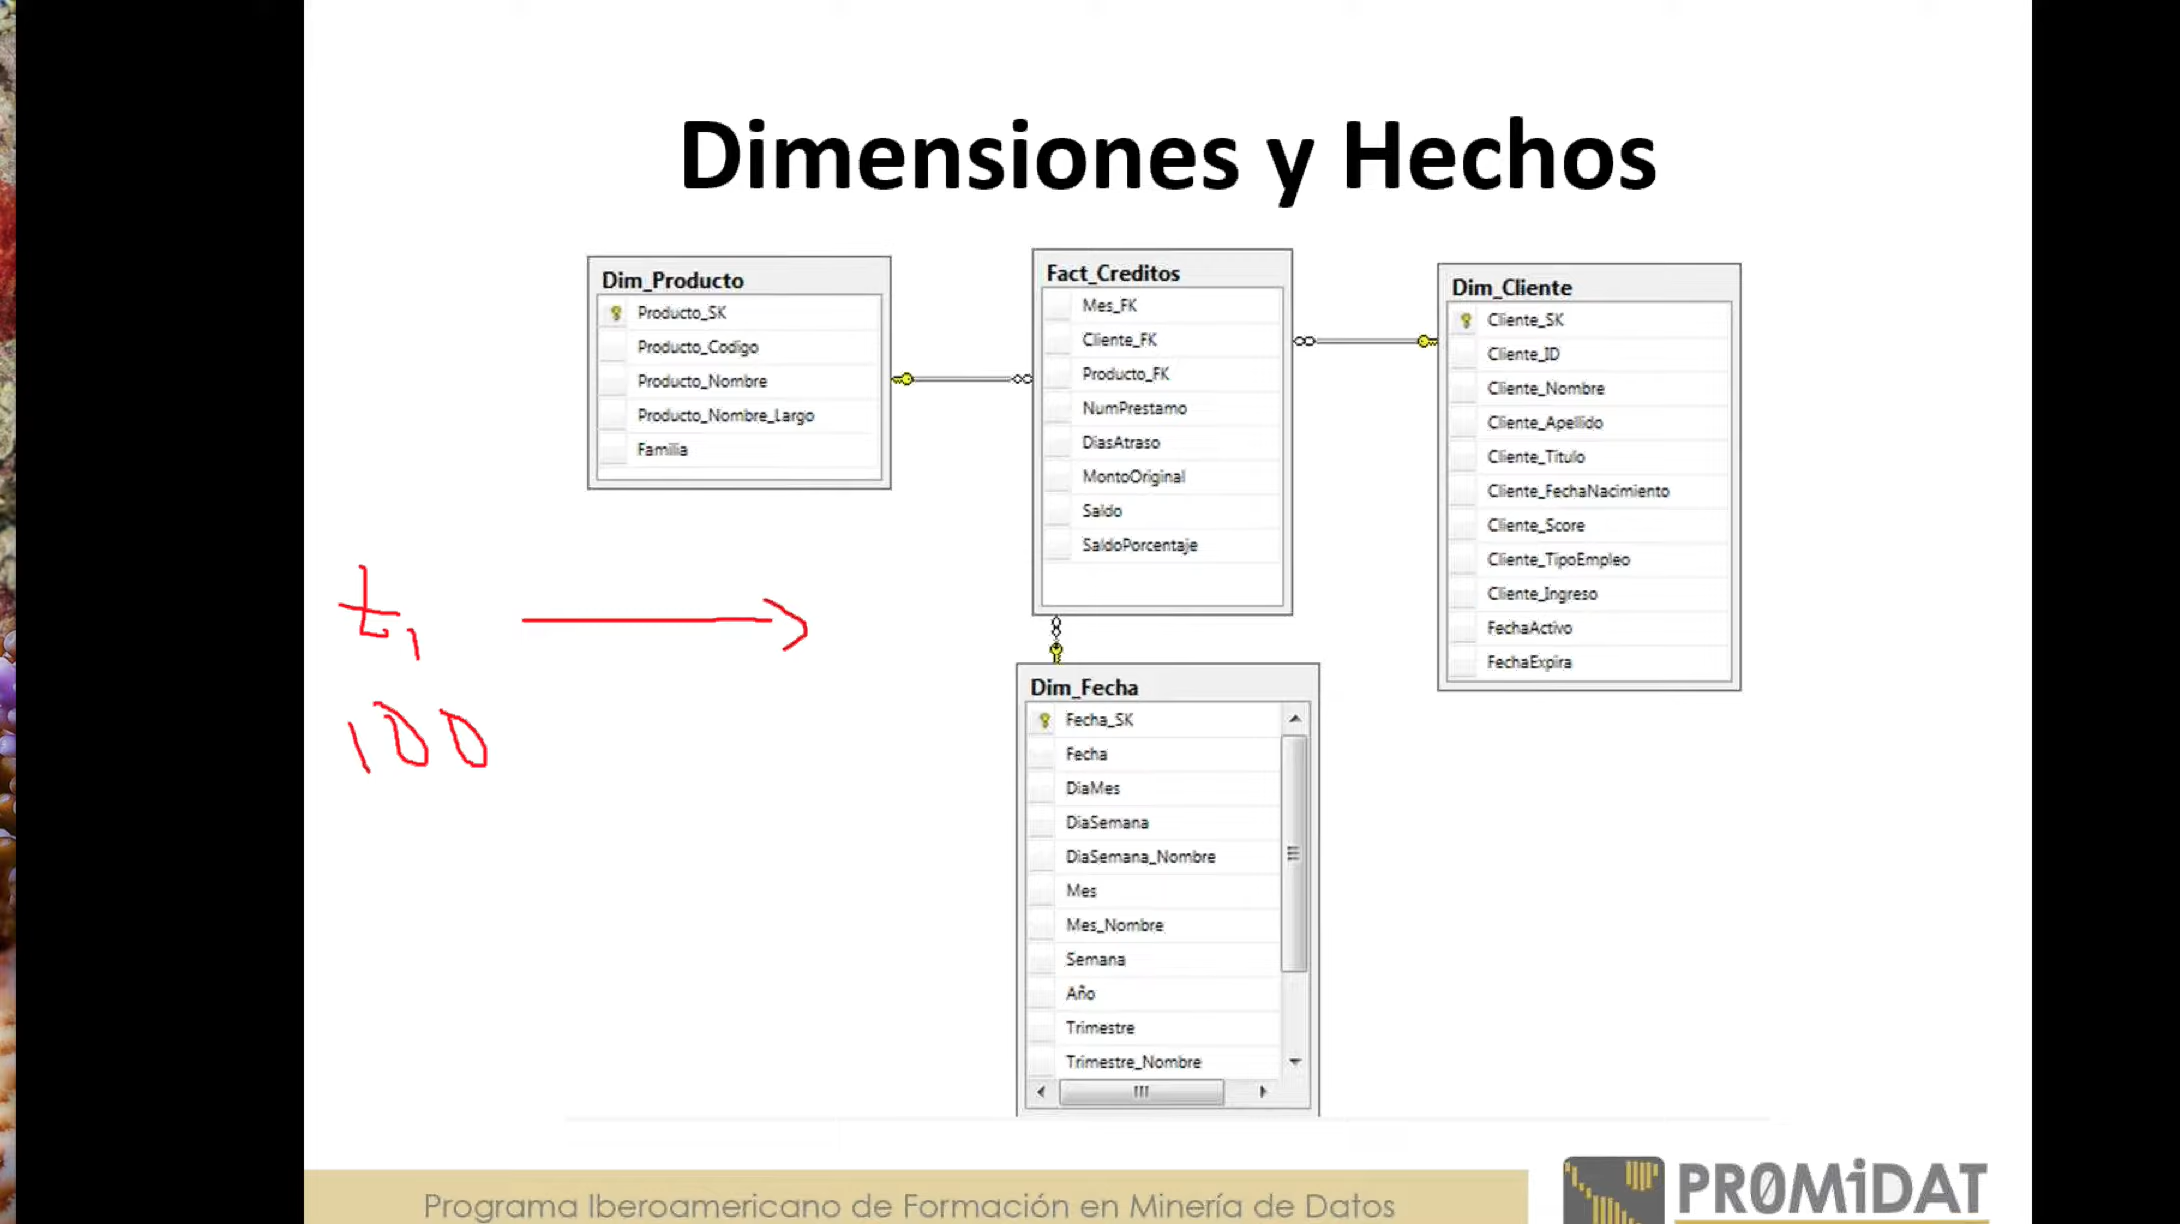 Dimensiones y Hechos
Dim_Producto
Producto_SK
Producto_Codigo
Producto_Nombre
Producto_Nombre_Largo
Familia
Fact_Creditos
Mes_FK
Cliente_FK
Producto_FK
NumPrestamo
DiasAtraso
MontoOriginal
Saldo
SaldoPorcentaje
Dim_Cliente
Cliente_SK
Cliente_ID
Cliente_Nombre
Cliente_Apellido
Cliente_Titulo
Cliente_FechaNacimiento
Cliente_Score
Cliente_TipoEmpleo
Cliente_Ingreso
FechaActivo
FechaExpira
t1
100
Dim_Fecha
Fecha_SK
Fecha
DiaMes
DiaSemana
DiaSemana_Nombre
Mes
Mes_Nombre
Semana
Año
Trimestre
Trimestre_Nombre
Programa Iberoamericano de Formación en Minería de Datos
PR0MiDAT